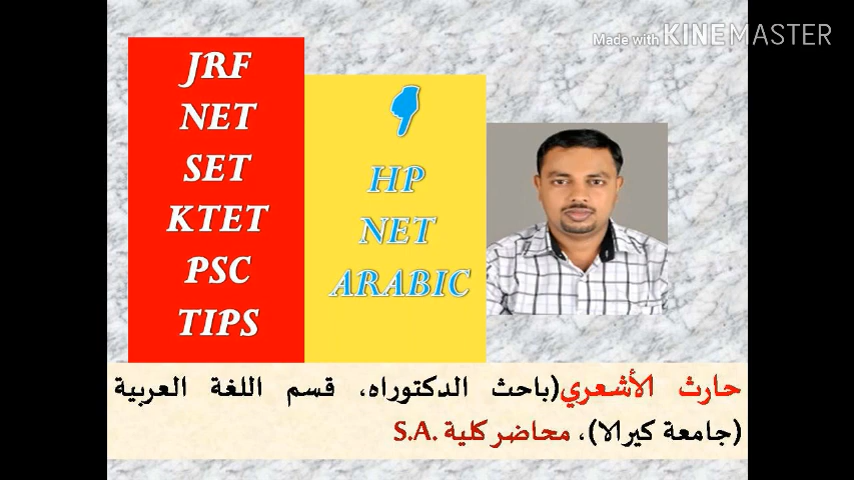 Made with KINEMASTER
JRF
NET
SET
KTET
PSC
TIPS
HP
NET
ARABIC
حارث الأشعري(باحث الدكتوراه، قسم اللغة العربية
(جامعة كيرالا)، محاضر كلية .S.A